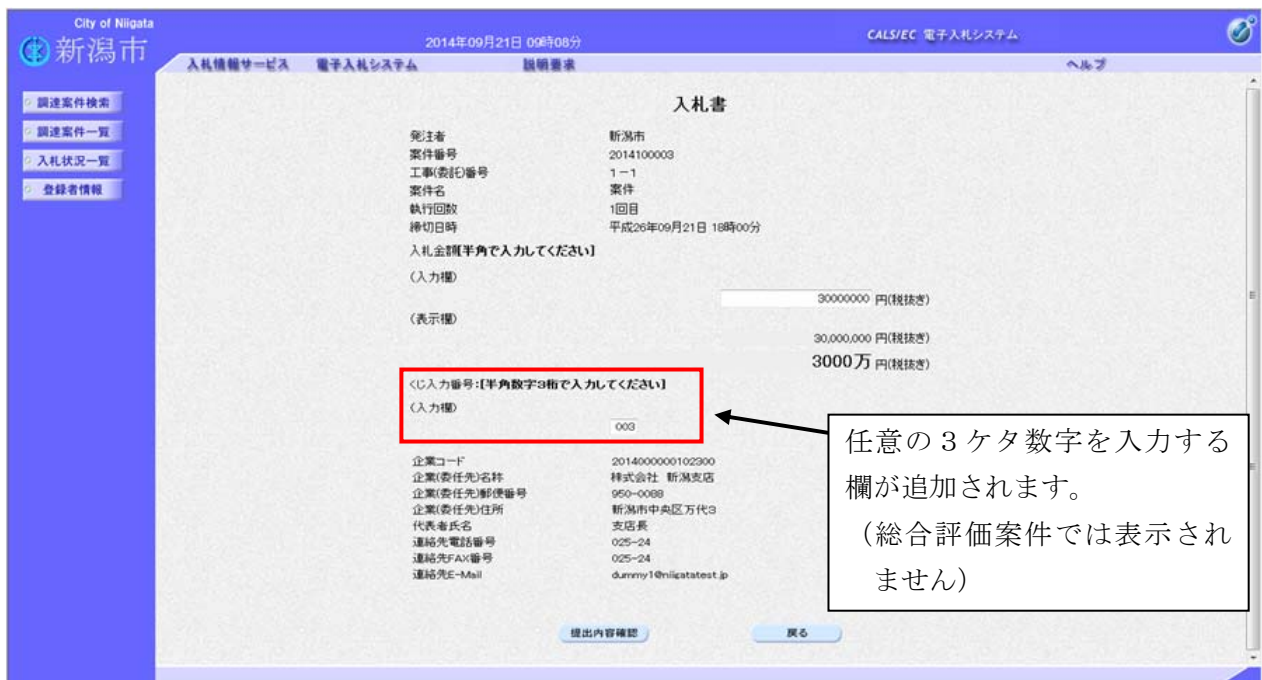 City of Niigata
新潟市
2014年09月21日 09時08分
CALS/EC 電子入札システム
入札情報サービス 電子入札システム 説明要求 ヘルプ
調達案件検索
調達案件一覧
入札状況一覧
登録者情報
入札書
発注者 新潟市
案件番号 2014100003
工事(委託)番号 1-1
案件名 案件
執行回数 1回目
締切日時 平成26年09月21日 18時00分
入札金額[半角で入力してください]
(入力欄)
30000000 円(税抜き)
(表示欄)
30,000,000 円(税抜き)
3000万 円(税抜き)
くじ入力番号:[半角数字3桁で入力してください]
(入力欄)
003
任意の3ケタ数字を入力する
欄が追加されます。
(総合評価案件では表示され
ません)
企業コード 2014000000102300
企業(委任先)名称 株式会社 新潟支店
企業(委任先)郵便番号 950-0088
企業(委任先)住所 新潟市中央区万代3
代表者氏名 支店長
連絡先電話番号 025-24
連絡先FAX番号 025-24
連絡先E-Mail dummy1@niigatatest.jp
提出内容確認 戻る